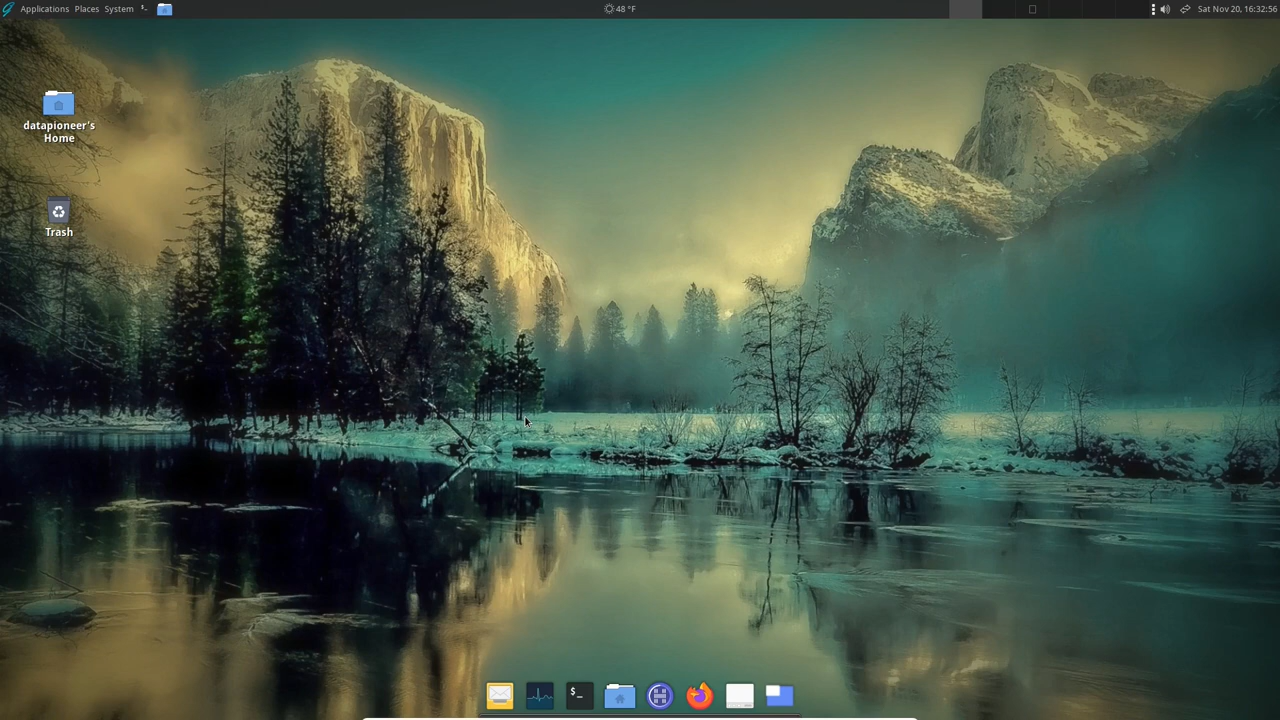 Applications Places System
48 °F
Sat Nov 20, 16:32:56
datapioneer's
Home
Trash
$_